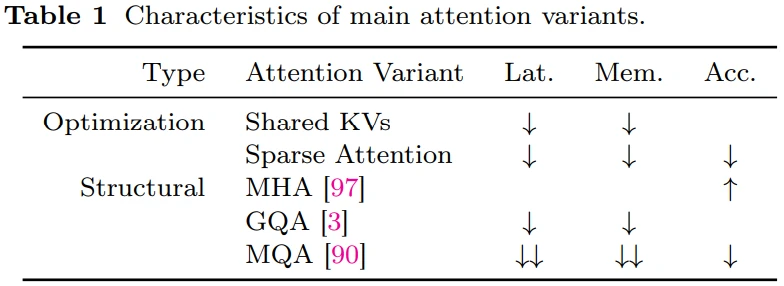 Table 1 Characteristics of main attention variants.
Type Attention Variant Lat. Mem. Acc.
Optimization Shared KVs ↓ ↓
Sparse Attention ↓ ↓ ↓
Structural MHA [97] ↑
GQA [3] ↓ ↓
MQA [90] ↓↓ ↓↓ ↓